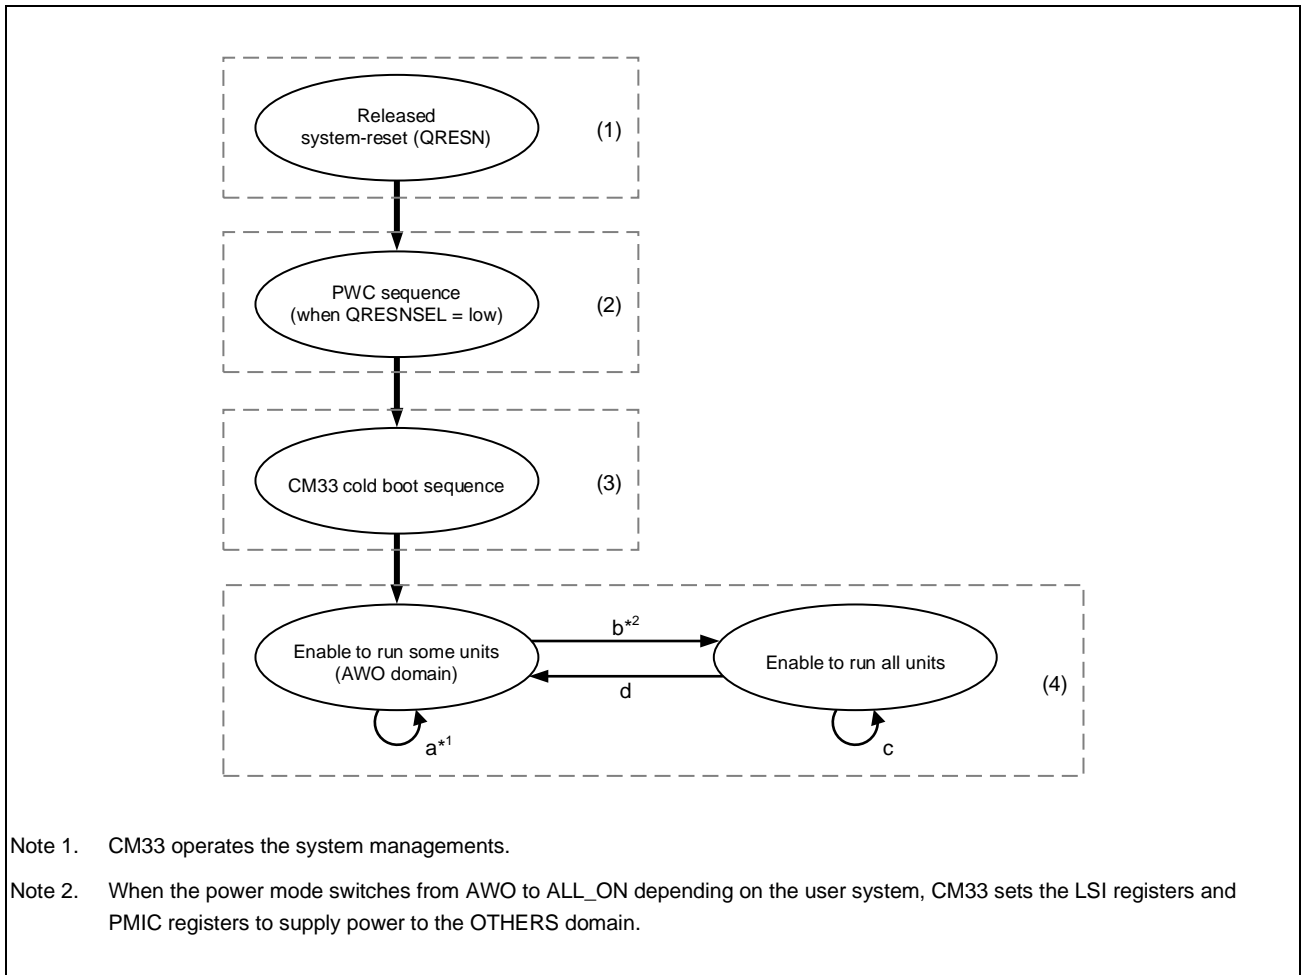 Released
system-reset (QRESN)
(1)
PWC sequence
(when QRESNSEL = low)
(2)
CM33 cold boot sequence
(3)
Enable to run some units
(AWO domain)
b*2
d
Enable to run all units
(4)
a*1
c
Note 1. CM33 operates the system managements.
Note 2. When the power mode switches from AWO to ALL_ON depending on the user system, CM33 sets the LSI registers and
PMIC registers to supply power to the OTHERS domain.